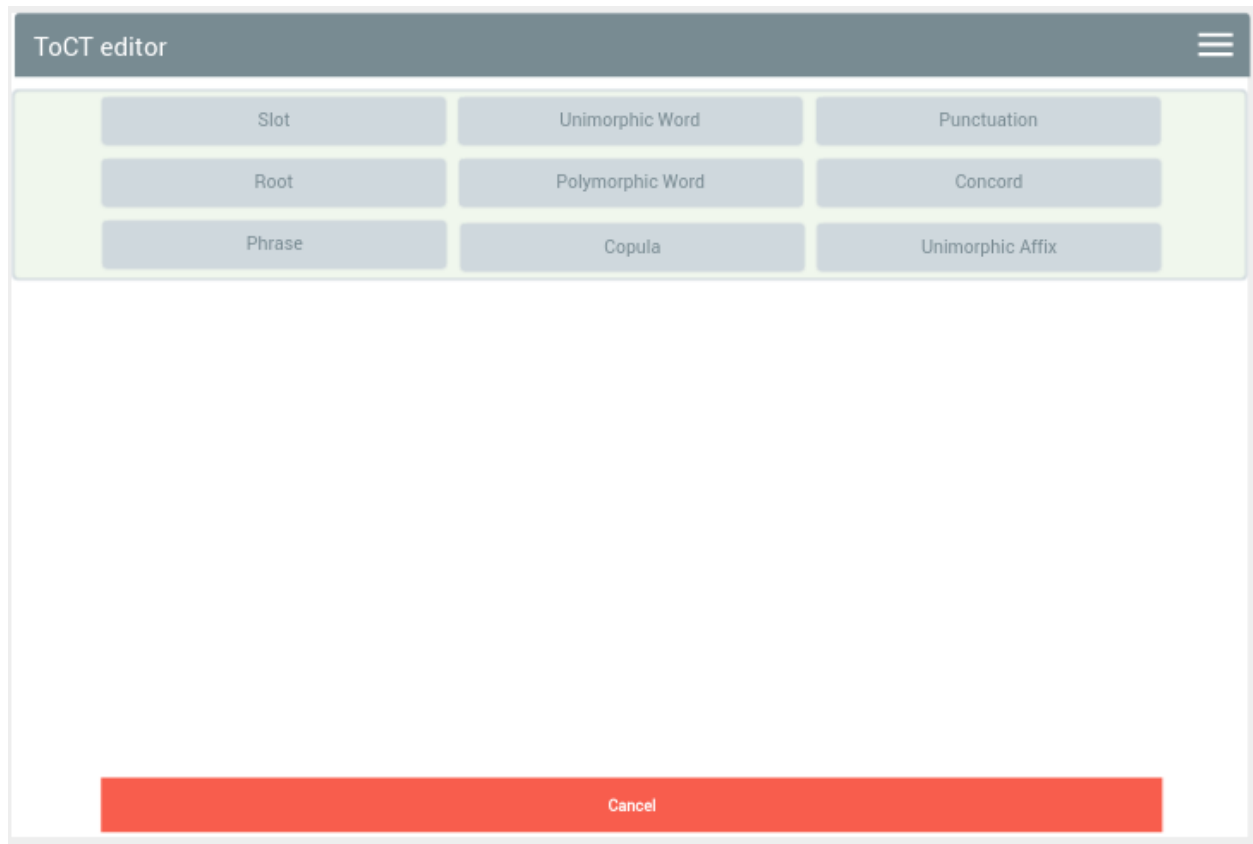 ToCT editor
Slot Unimorphic Word Punctuation
Root Polymorphic Word Concord
Phrase Copula Unimorphic Affix
Cancel